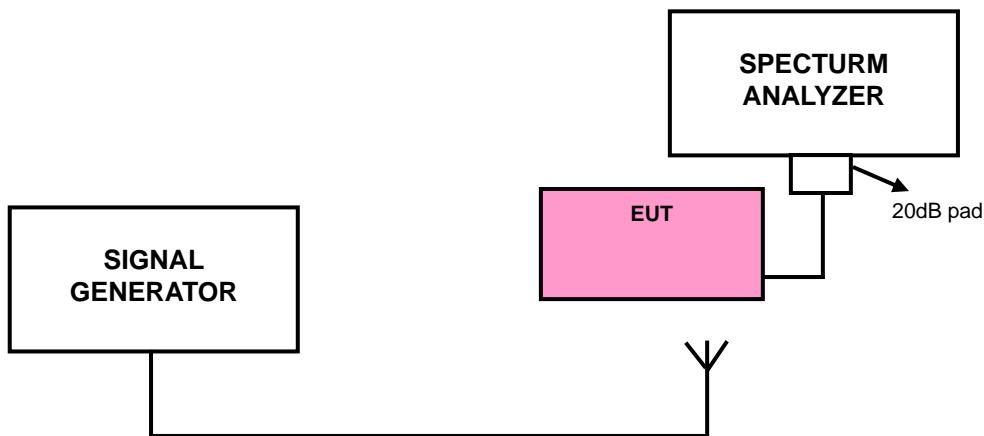 SPECTURM
ANALYZER
20dB pad
EUT
SIGNAL
GENERATOR